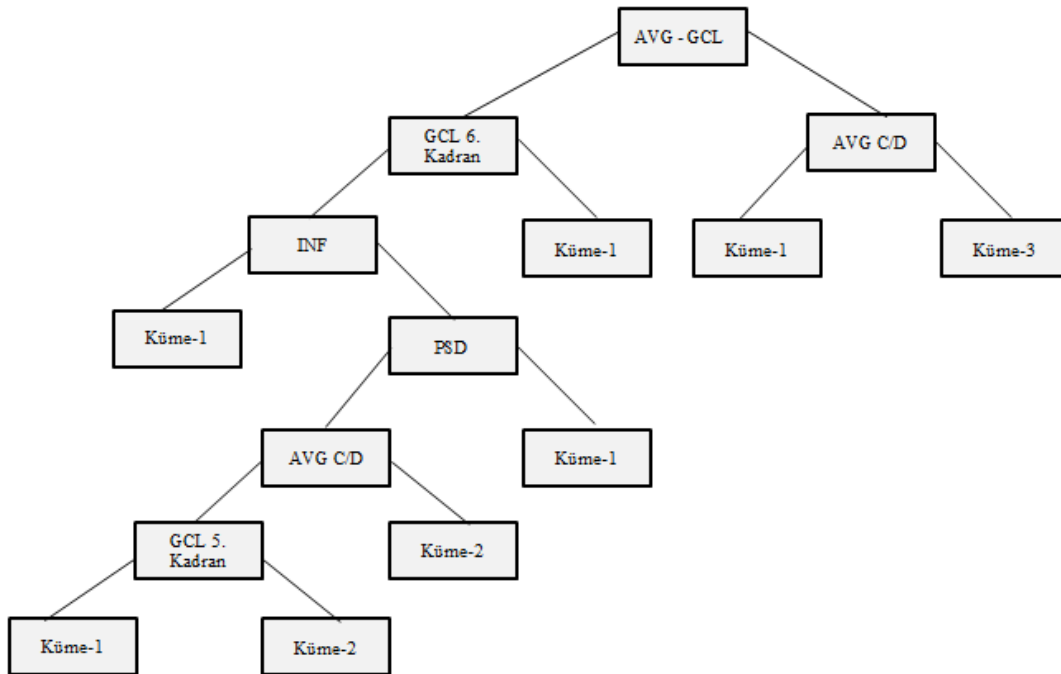 AVG - GCL
GCL 6.
Kadran
AVG C/D
INF
Küme-1
Küme-1
Küme-3
Küme-1
PSD
AVG C/D
Küme-1
GCL 5.
Kadran
Küme-2
Küme-1
Küme-2